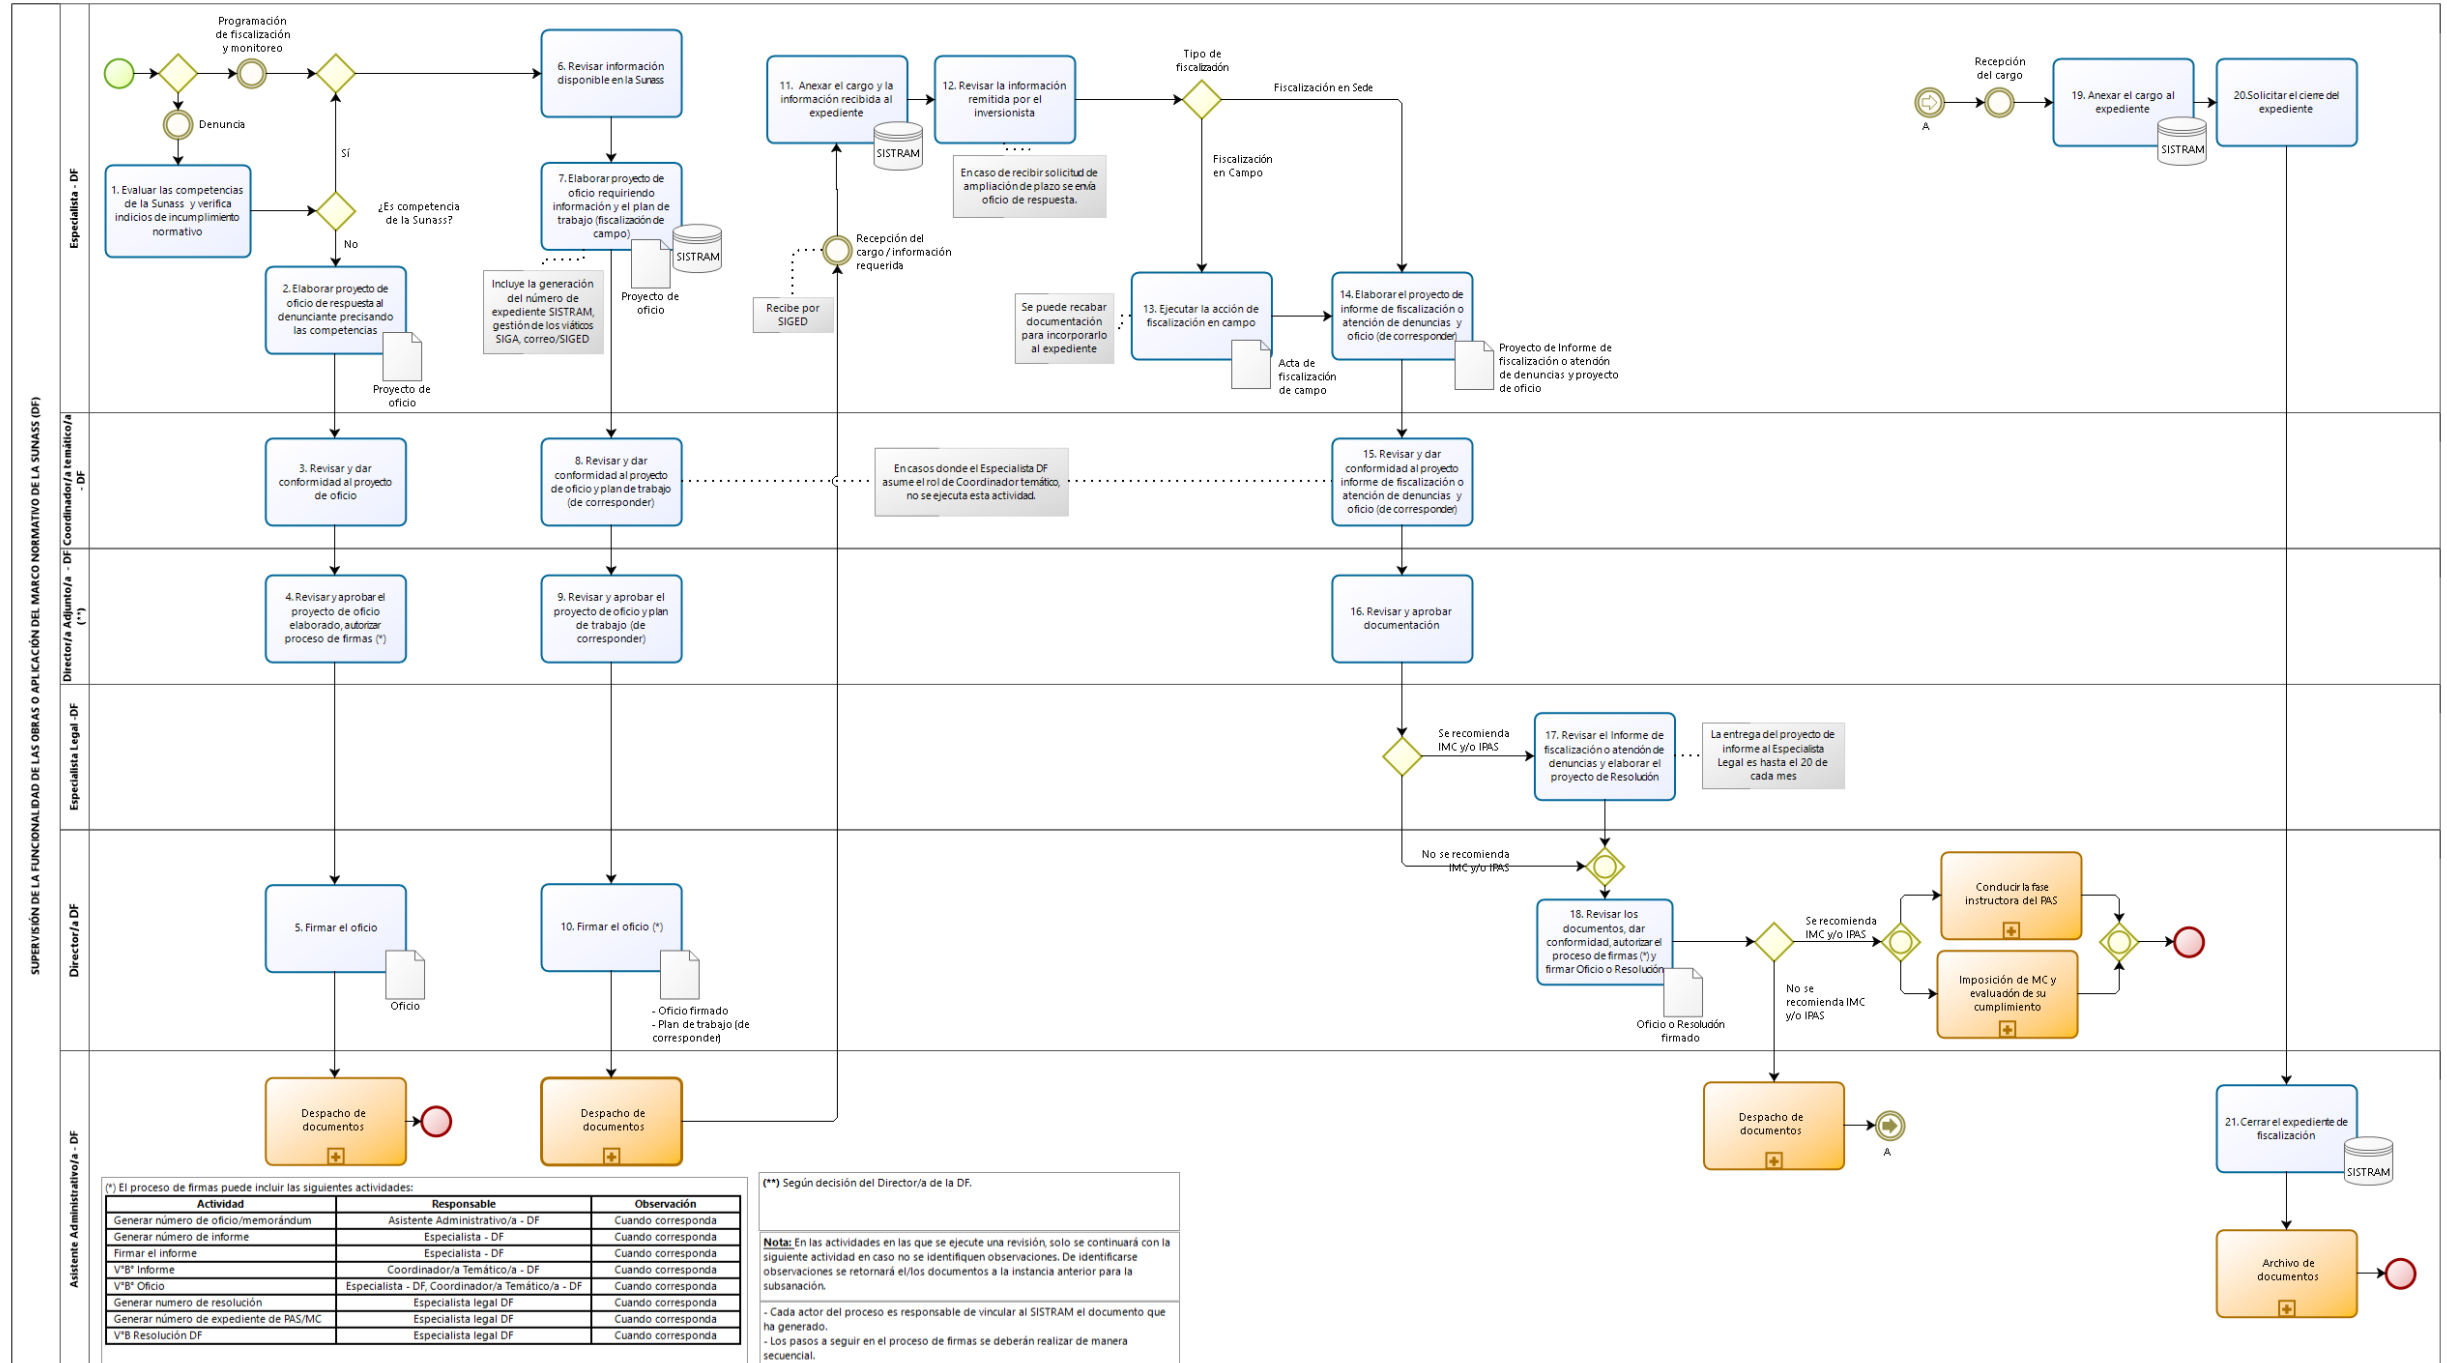 SUPERVISIÓN DE LA FUNCIONALIDAD DE LAS OBRAS O APLICACIÓN DEL MARCO NORMATIVO DE LA SUNASS (DF)
Especialista - DF
Programación
de fiscalización
y monitoreo
Denuncia
1. Evaluar las competencias
de la Sunass y verifica
indicios de incumplimiento
normativo
Sí
¿Es competencia
de la Sunass?
No
2. Elaborar proyecto de
oficio de respuesta al
denunciante precisando
las competencias
Proyecto de
oficio
6. Revisar información
disponible en la Sunass
7. Elaborar proyecto de
oficio requiriendo
información y el plan de
trabajo (fiscalización de
campo)
SISTRAM
Proyecto de
oficio
Incluye la generación
del número de
expediente SISTRAM,
gestión de los viáticos
SIGA, correo/SIGED
11. Anexar el cargo y la
información recibida al
expediente
SISTRAM
12. Revisar la información
remitida por el
inversionista
En caso de recibir solicitud de
ampliación de plazo se envía
oficio de respuesta.
Recepción del
cargo / información
requerida
Recibe por
SIGED
Tipo de
fiscalización
Fiscalización en Sede
Fiscalización
en Campo
Se puede recabar
documentación
para incorporarlo
al expediente
13. Ejecutar la acción de
fiscalización en campo
Acta de
fiscalización
de campo
14. Elaborar el proyecto de
informe de fiscalización o
atención de denuncias y
oficio (de corresponder)
Proyecto de Informe de
fiscalización o atención
de denuncias y proyecto
de oficio
A
Recepción
del cargo
19. Anexar el cargo al
expediente
SISTRAM
20.Solicitar el cierre del
expediente
Coordinador/a temático/a
- DF
3. Revisar y dar
conformidad al proyecto
de oficio
8. Revisar y dar
conformidad al proyecto
de oficio y plan de trabajo
(de corresponder)
En casos donde el Especialista DF
asume el rol de Coordinador temático,
no se ejecuta esta actividad.
15. Revisar y dar
conformidad al proyecto
informe de fiscalización o
atención de denuncias y
oficio (de corresponder)
Director/a Adjunto/a - DF
(**)
4. Revisar y aprobar el
proyecto de oficio
elaborado, autorizar
proceso de firmas (*)
9. Revisar y aprobar el
proyecto de oficio y plan
de trabajo (de
corresponder)
16. Revisar y aprobar
documentación
Especialista Legal -DF
Se recomienda
IMC y/o IPAS
17. Revisar el Informe de
fiscalización o atención de
denuncias y elaborar el
proyecto de Resolución
La entrega del proyecto de
informe al Especialista
Legal es hasta el 20 de
cada mes
Director/a DF
No se recomienda
IMC y/o IPAS
5. Firmar el oficio
Oficio
10. Firmar el oficio (*)
- Oficio firmado
- Plan de trabajo (de
corresponder)
18. Revisar los
documentos, dar
conformidad, autorizar el
proceso de firmas (*) y
firmar Oficio o Resolución
Oficio o Resolución
firmado
Se recomienda
IMC y/o IPAS
No se
recomienda IMC
y/o IPAS
Conducir la fase
instructora del PAS
Imposición de MC y
evaluación de su
cumplimiento
Asistente Administrativo/a - DF
Despacho de
documentos
Despacho de
documentos
Despacho de
documentos
A
21. Cerrar el expediente de
fiscalización
SISTRAM
Archivo de
documentos
(*) El proceso de firmas puede incluir las siguientes actividades:
Actividad Responsable Observación
Generar número de oficio/memorándum Asistente Administrativo/a - DF Cuando corresponda
Generar número de informe Especialista - DF Cuando corresponda
Firmar el informe Especialista - DF Cuando corresponda
V°B° Informe Coordinador/a Temático/a - DF Cuando corresponda
V°B° Oficio Especialista - DF, Coordinador/a Temático/a - DF Cuando corresponda
Generar numero de resolución Especialista legal DF Cuando corresponda
Generar número de expediente de PAS/MC Especialista legal DF Cuando corresponda
V°B Resolución DF Especialista legal DF Cuando corresponda
(**) Según decisión del Director/a de la DF.
Nota: En las actividades en las que se ejecute una revisión, solo se continuará con la
siguiente actividad en caso no se identifiquen observaciones. De identificarse
observaciones se retornará el/los documentos a la instancia anterior para la
subsanación.
- Cada actor del proceso es responsable de vincular al SISTRAM el documento que
ha generado.
- Los pasos a seguir en el proceso de firmas se deberán realizar de manera
secuencial.